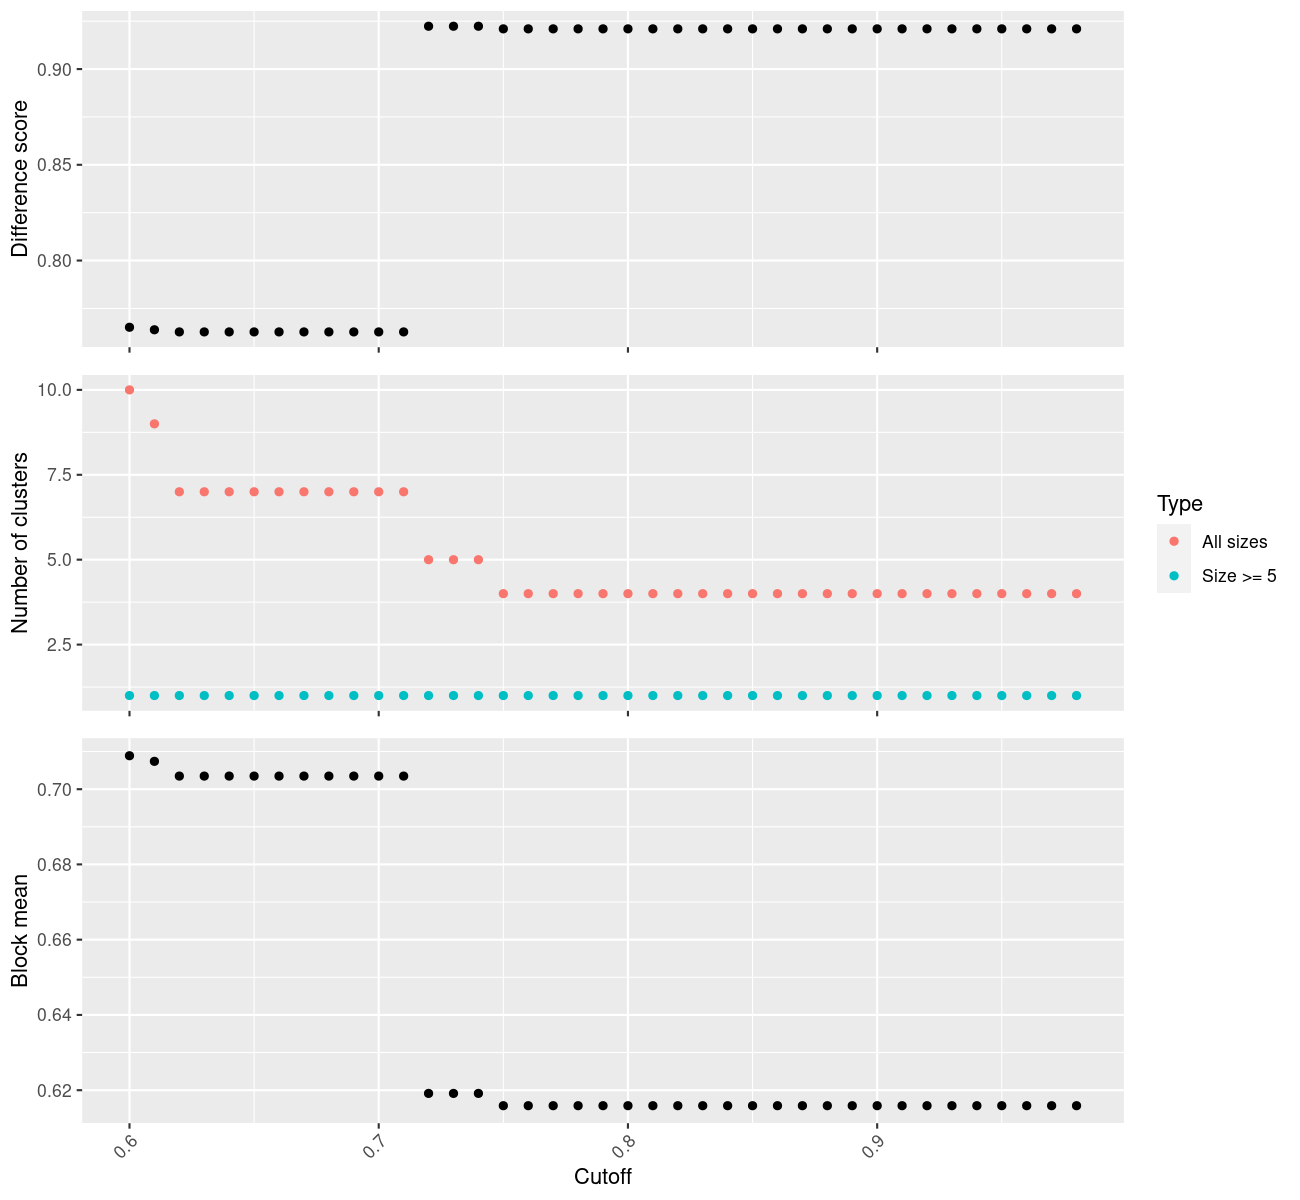 Difference score
0.90
0.85
0.80
Number of clusters
10.0
7.5
5.0
2.5
Type
All sizes
Size >= 5
Block mean
0.70
0.68
0.66
0.64
0.62
0.6
0.7
0.8
0.9
Cutoff